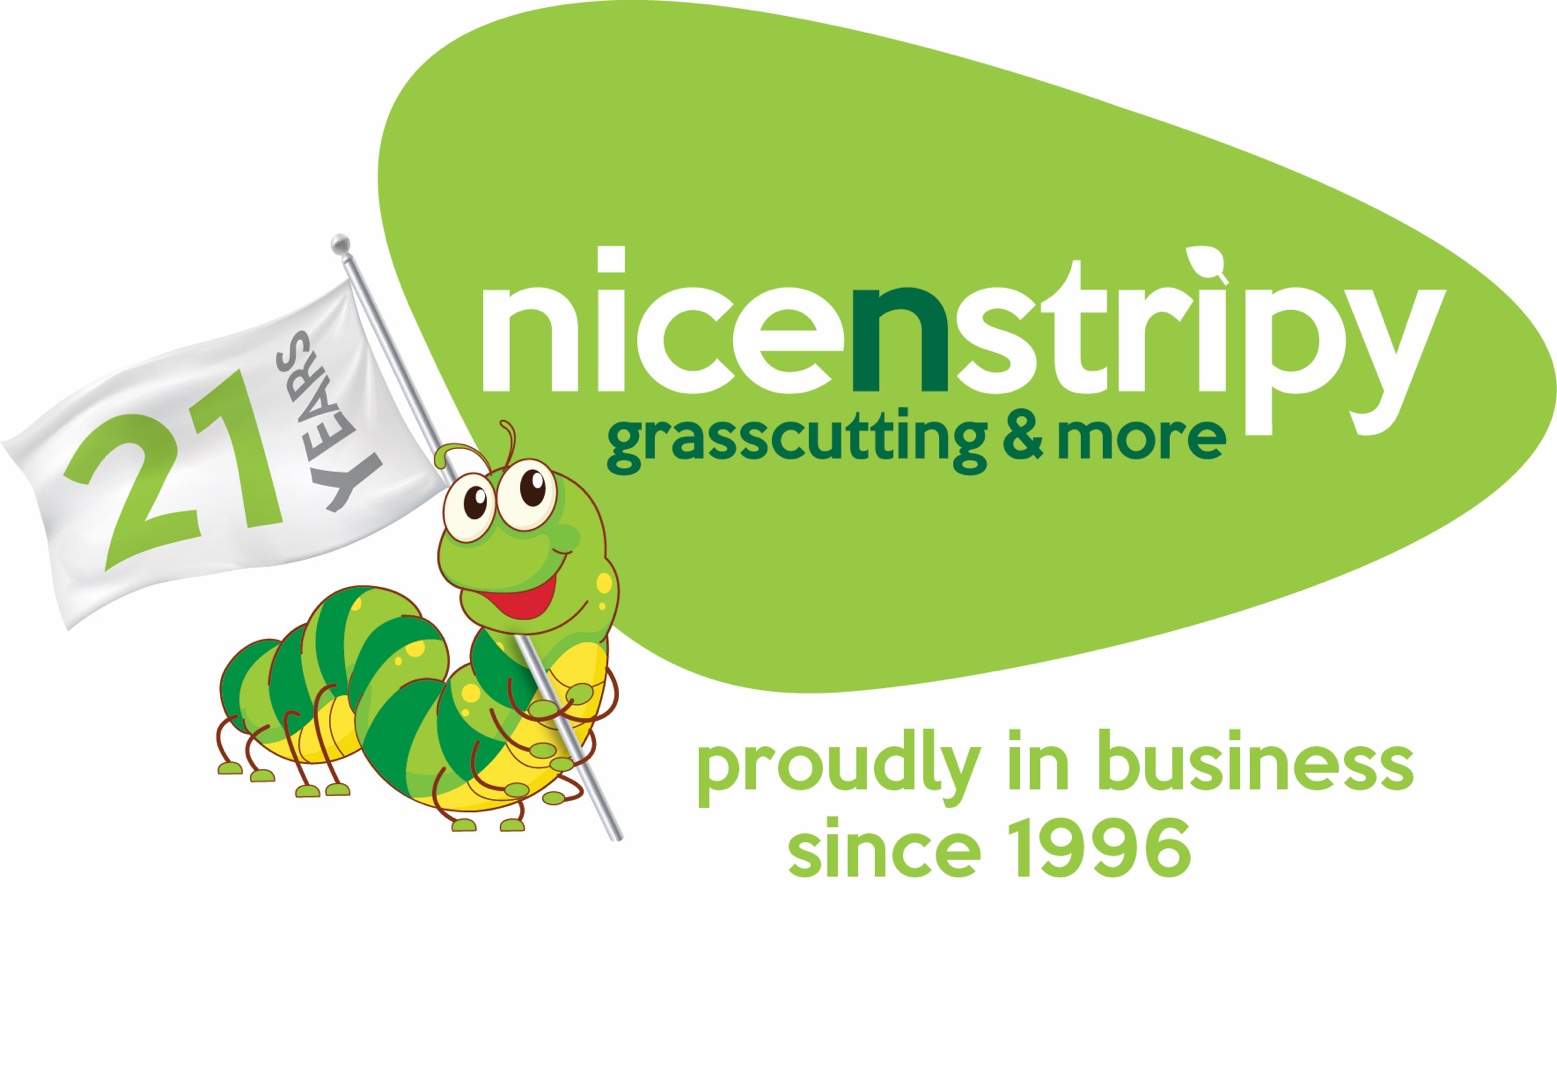 21
YEARS
nicenstripy
grasscutting & more
proudly in business
since 1996